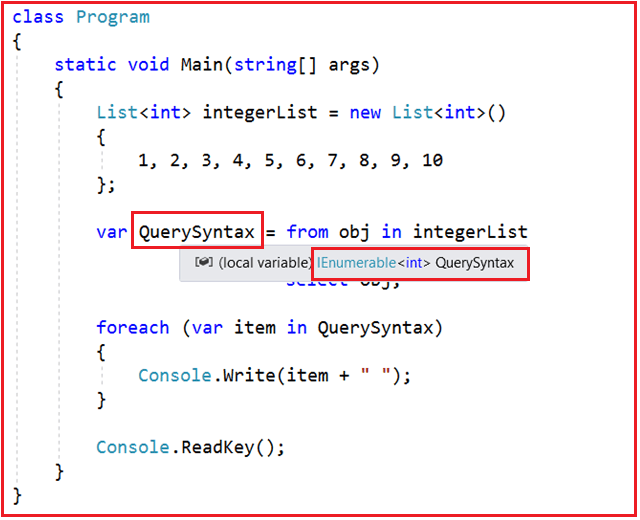 class Program
{
static void Main(string[] args)
{
List<int> integerList = new List<int>()
{
1, 2, 3, 4, 5, 6, 7, 8, 9, 10
};
var QuerySyntax = from obj in integerList
(local variable) IEnumerable<int> QuerySyntax
select obj;
foreach (var item in QuerySyntax)
{
Console.Write(item + " ");
}
Console.ReadKey();
}
}